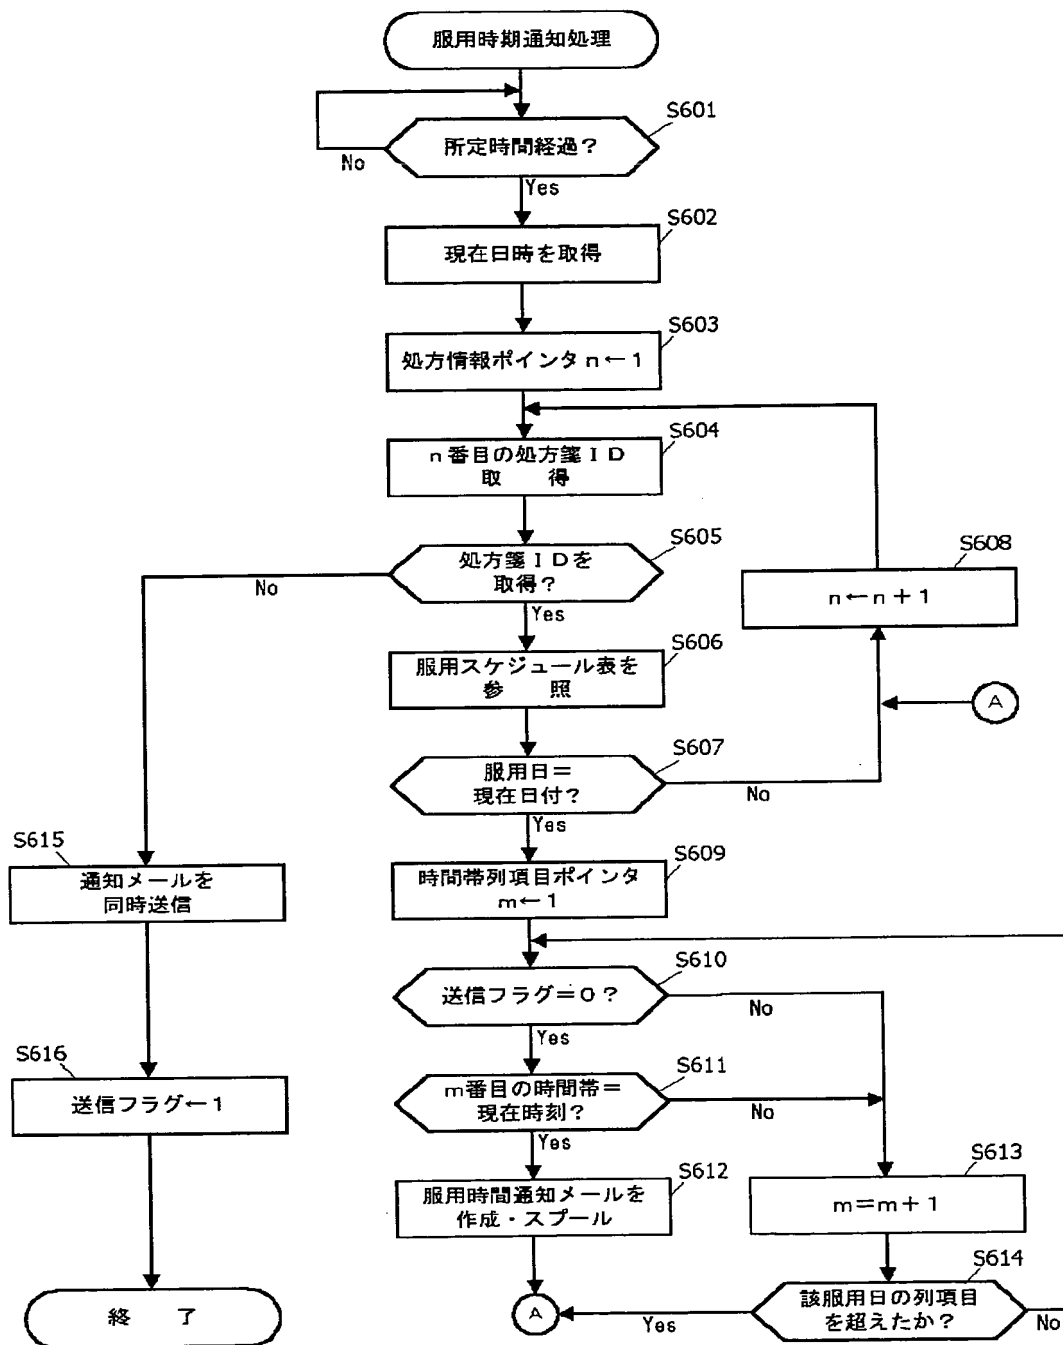 服用時期通知処理
S601
所定時間経過?
No
Yes
S602
現在日時を取得
S603
処方情報ポインタn←1
S604
n番目の処方箋ID
取　得
S605
処方箋IDを
取得?
No
Yes
S608
n←n+1
S606
服用スケジュール表を
参　照
A
S607
服用日=
現在日付?
No
Yes
S615
通知メールを
同時送信
S609
時間帯列項目ポインタ
m←1
S610
送信フラグ=0?
No
Yes
S616
送信フラグ←1
S611
m番目の時間帯=
現在時刻?
No
Yes
S612
服用時間通知メールを
作成・スプール
S613
m=m+1
S614
該服用日の列項目
を超えたか?
Yes
No
A
終　了